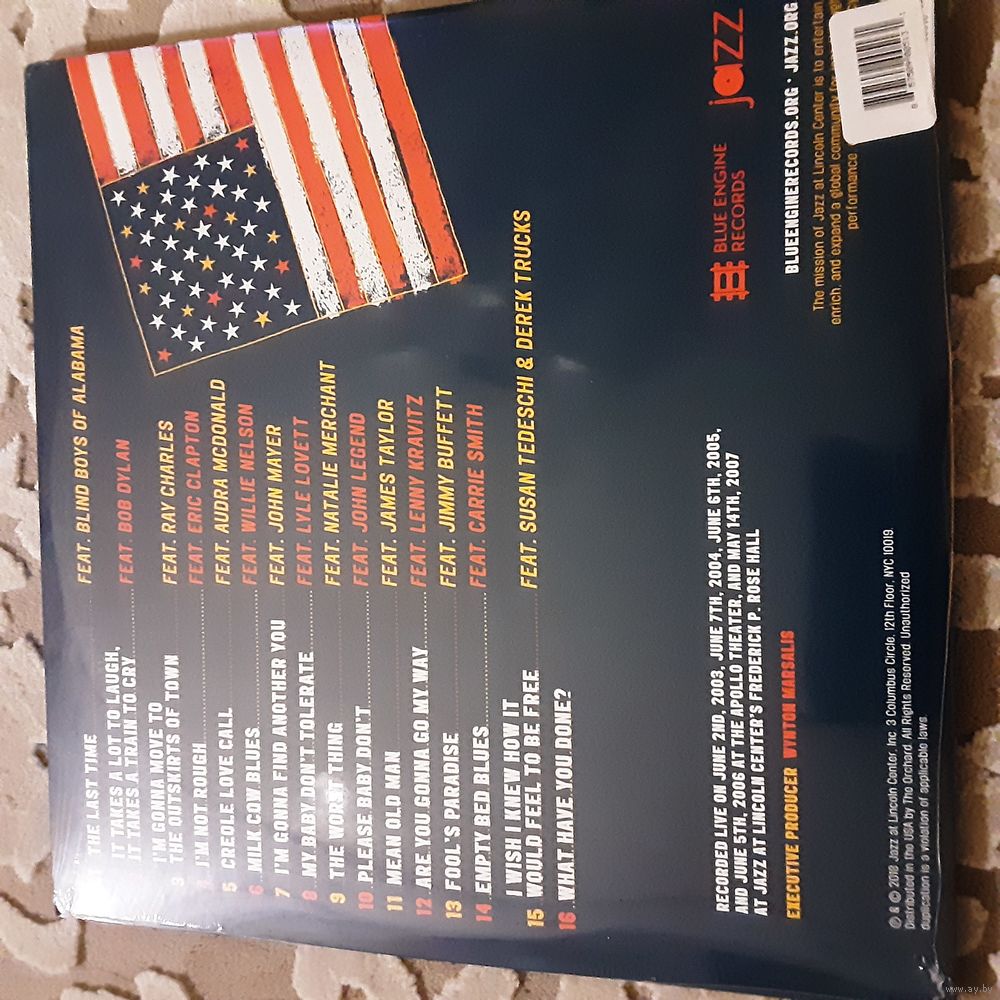 THE LAST TIME FEAT. BLIND BOYS OF ALABAMA
IT TAKES A LOT TO LAUGH,
IT TAKES A TRAIN TO CRY FEAT. BOB DYLAN
I'M GONNA MOVE TO
3 THE OUTSKIRTS OF TOWN FEAT. RAY CHARLES
I'M NOT ROUGH FEAT. ERIC CLAPTON
5 CREOLE LOVE CALL FEAT. AUDRA MCDONALD
6 MILK COW BLUES FEAT. WILLIE NELSON
7 I'M GONNA FIND ANOTHER YOU FEAT. JOHN MAYER
8 MY BABY DON'T TOLERATE FEAT. LYLE LOVETT
9 THE WORST THING FEAT. NATALIE MERCHANT
10 PLEASE BABY DON'T FEAT. JOHN LEGEND
11 MEAN OLD MAN FEAT. JAMES TAYLOR
12 ARE YOU GONNA GO MY WAY FEAT. LENNY KRAVITZ
13 FOOL'S PARADISE FEAT. JIMMY BUFFETT
14 EMPTY BED BLUES FEAT. CARRIE SMITH
I WISH I KNEW HOW IT
15 WOULD FEEL TO BE FREE FEAT. SUSAN TEDESCHI & DEREK TRUCKS
16 WHAT HAVE YOU DONE?
RECORDED LIVE ON JUNE 2ND, 2003, JUNE 7TH, 2004, JUNE 6TH, 2005,
AND JUNE 5TH, 2006 AT THE APOLLO THEATER, AND MAY 14TH, 2007
AT JAZZ AT LINCOLN CENTER'S FREDERICK P. ROSE HALL
EXECUTIVE PRODUCER WYNTON MARSALIS
BLUE ENGINE
RECORDS
jazz
BLUEENGINERECORDS.ORG · JAZZ.ORG
The mission of Jazz at Lincoln Center is to entertain,
enrich, and expand a global community for
performance
℗ & © 2018 Jazz at Lincoln Center, Inc. 3 Columbus Circle, 12th Floor, NYC 10019.
Distributed in the USA by The Orchard. All Rights Reserved. Unauthorized
duplication is a violation of applicable laws.
www.ay.by